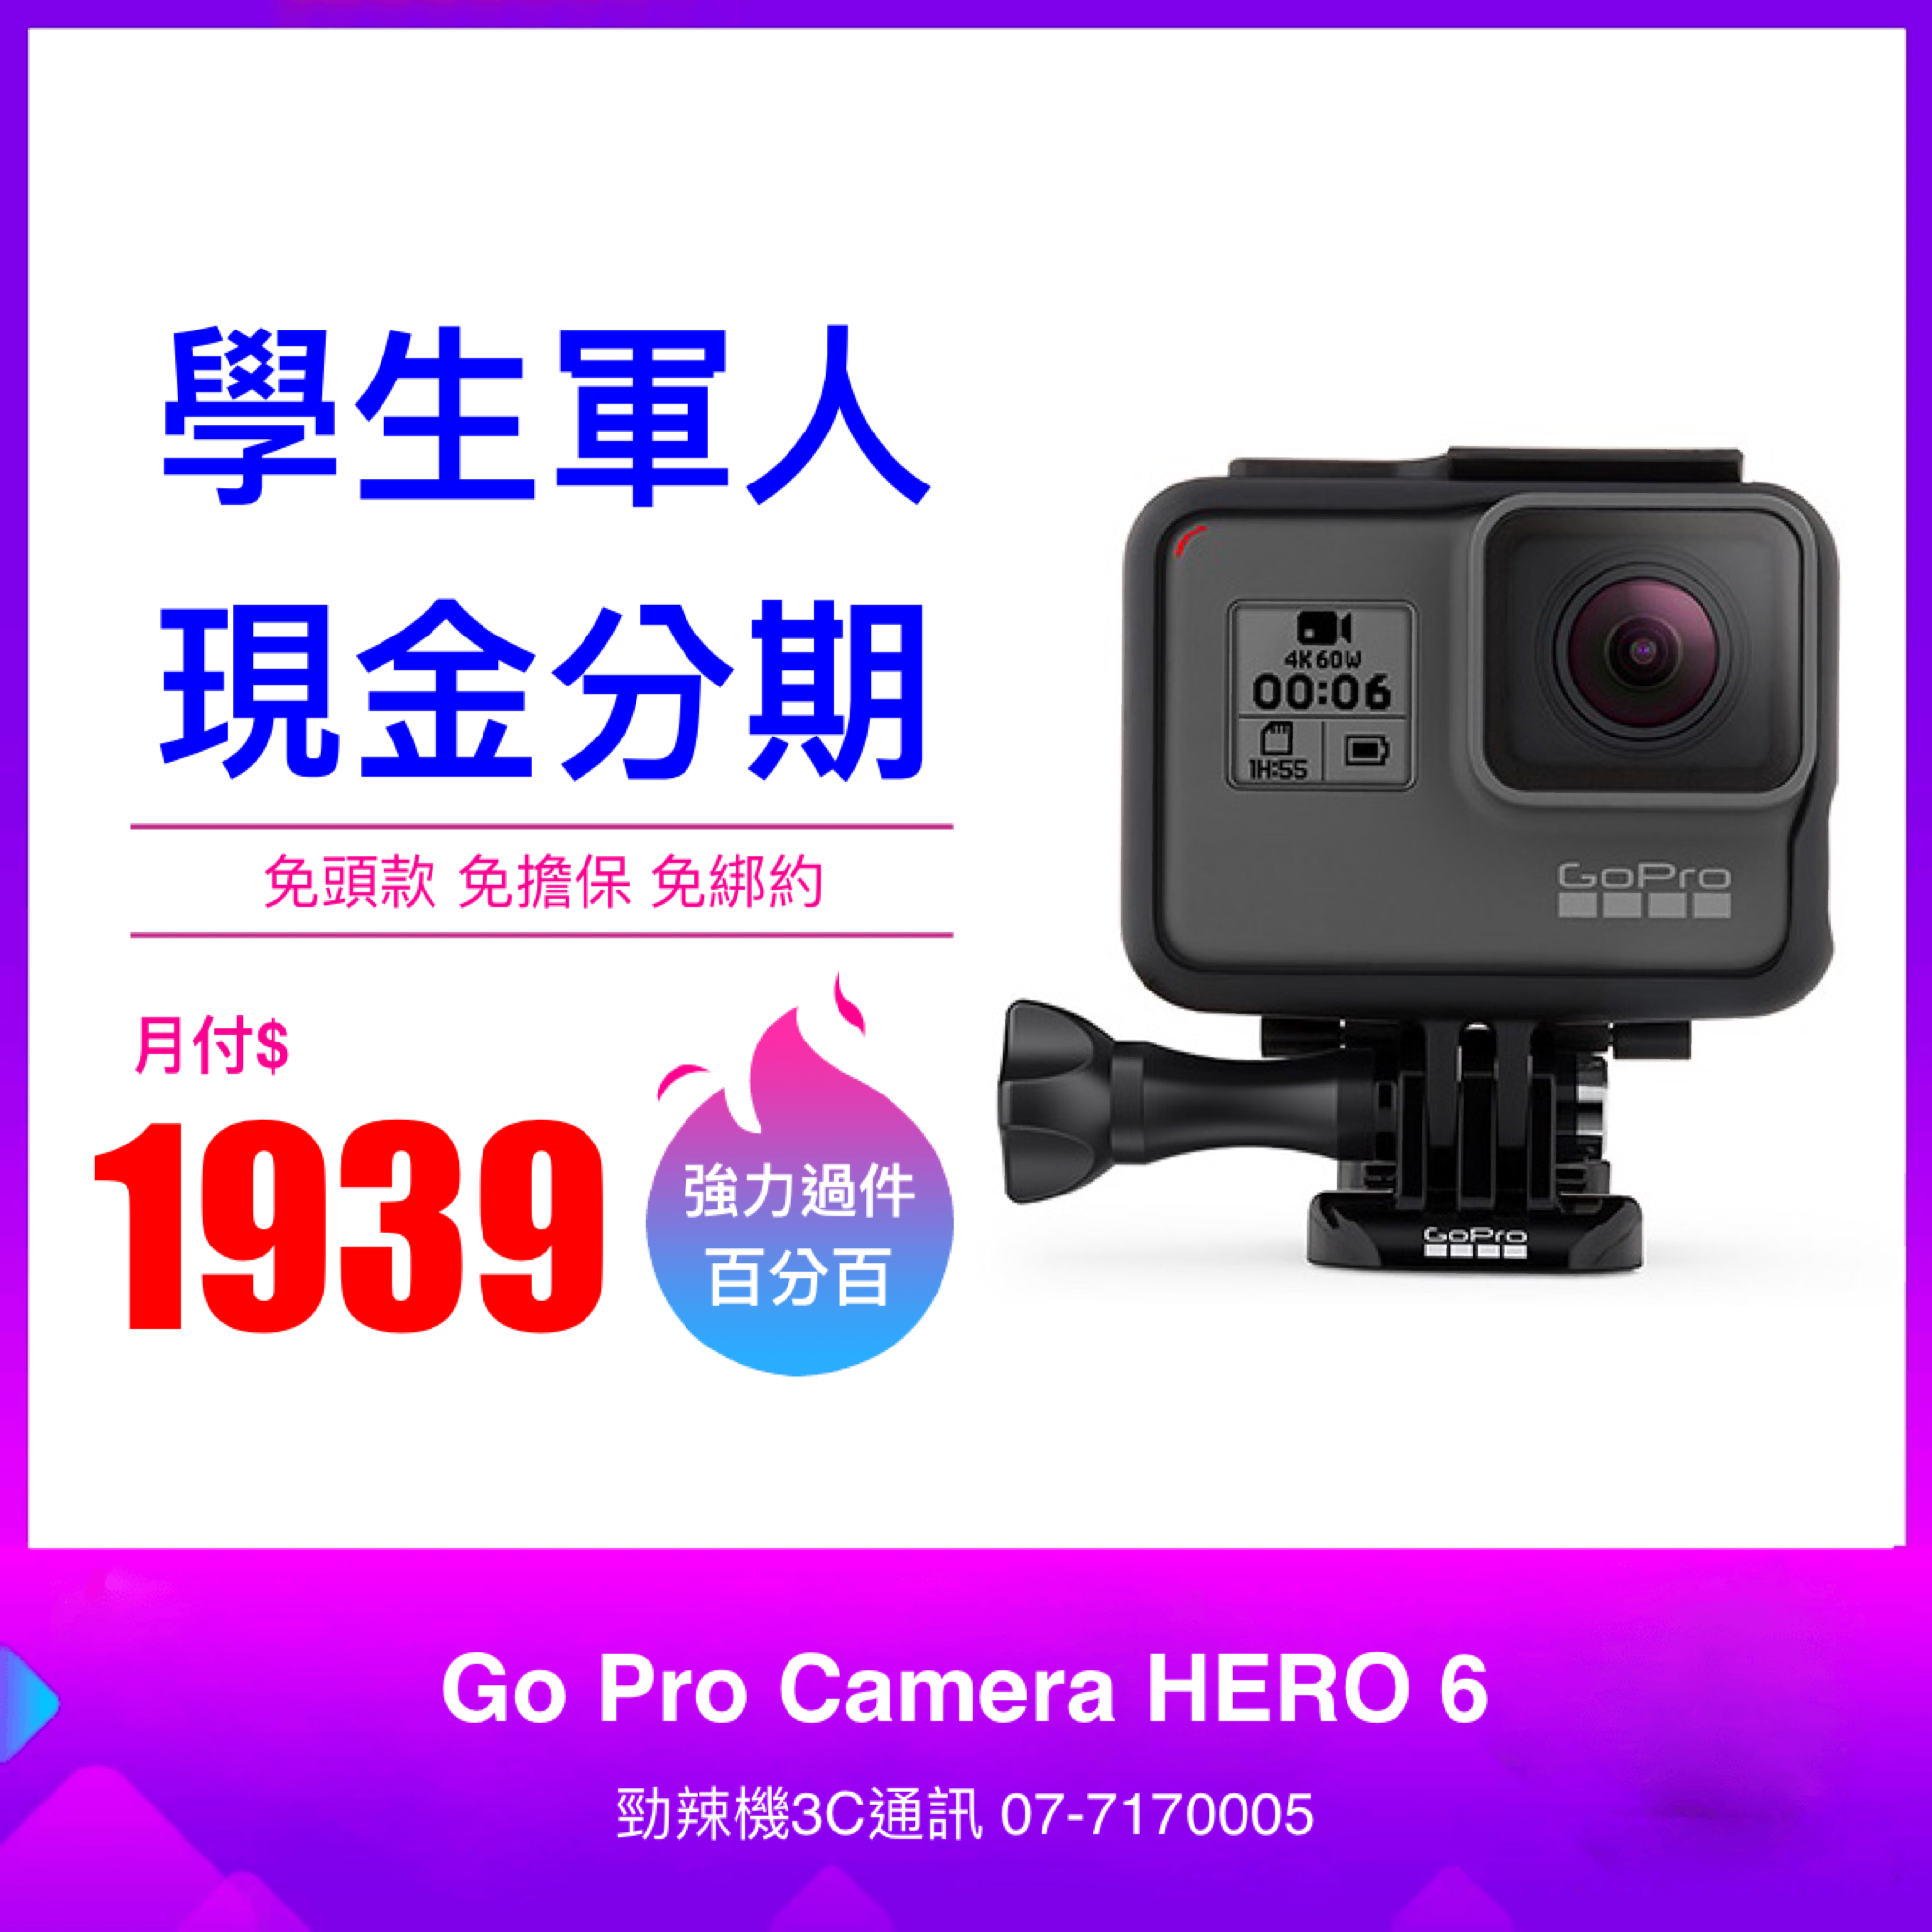 學生軍人
現金分期
免頭款 免擔保 免綁約
月付$
1939
強力過件
百分百
4K60W
00:06
1H:55
GoPro
GoPro
Go Pro Camera HERO 6
勁辣機3C通訊 07-7170005